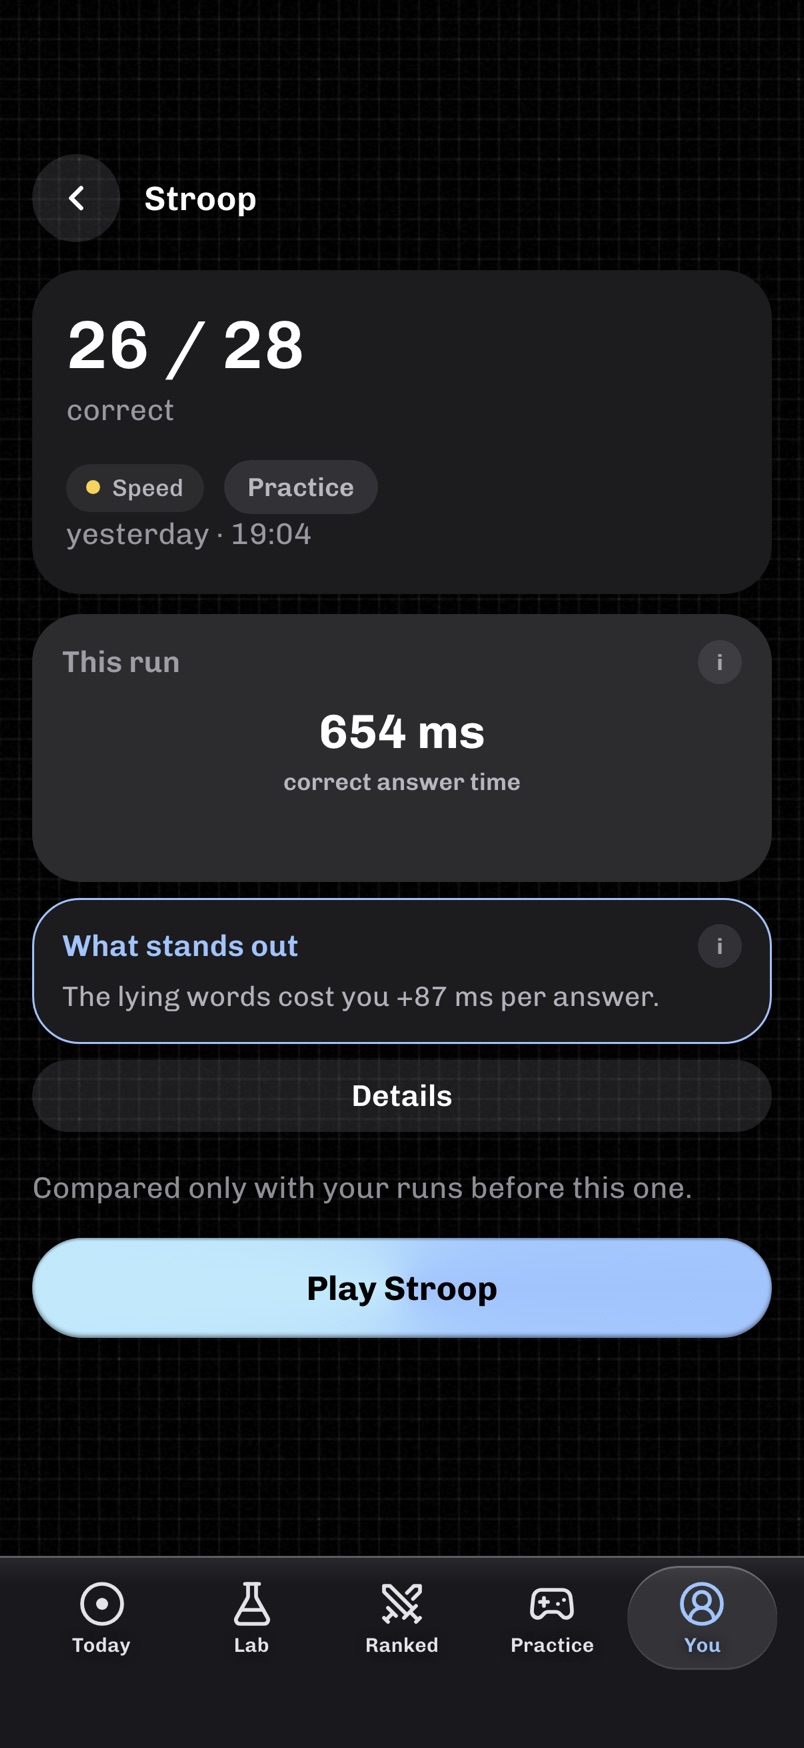 Stroop
26 / 28
correct
Speed
Practice
yesterday · 19:04
This run
i
654 ms
correct answer time
What stands out
i
The lying words cost you +87 ms per answer.
Details
Compared only with your runs before this one.
Play Stroop
Today
Lab
Ranked
Practice
You